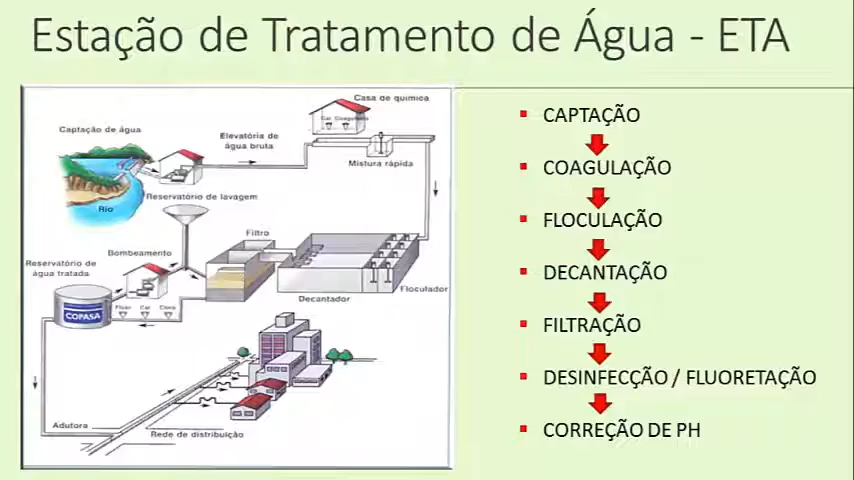 Estação de Tratamento de Água - ETA
Casa de química
Cal Coagulante
Captação de água
Elevatória de
água bruta
Mistura rápida
Rio
Reservatório de lavagem
Filtro
Bombeamento
Reservatório de
água tratada
Floculador
Decantador
Flúor Cal Cloro
COPASA
Adutora
Rede de distribuição
▪ CAPTAÇÃO
▪ COAGULAÇÃO
▪ FLOCULAÇÃO
▪ DECANTAÇÃO
▪ FILTRAÇÃO
▪ DESINFECÇÃO / FLUORETAÇÃO
▪ CORREÇÃO DE PH